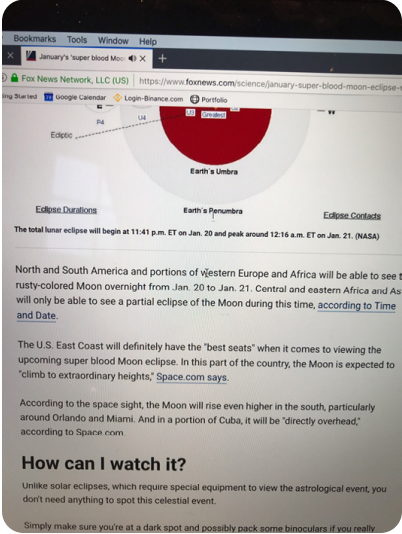 Bookmarks Tools Window Help
January's 'super blood Moo
Fox News Network, LLC (US) https://www.foxnews.com/science/january-super-blood-moon-eclipse-
ing Started Google Calendar Login-Binance.com Portfolio
P4 U4 U3 Greatest
Ecliptic
Earth's Umbra
Eclipse Durations Earth's Penumbra Eclipse Contacts
The total lunar eclipse will begin at 11:41 p.m. ET on Jan. 20 and peak around 12:16 a.m. ET on Jan. 21. (NASA)
North and South America and portions of western Europe and Africa will be able to see t
rusty-colored Moon overnight from Jan. 20 to Jan. 21. Central and eastern Africa and As
will only be able to see a partial eclipse of the Moon during this time, according to Time
and Date.
The U.S. East Coast will definitely have the "best seats" when it comes to viewing the
upcoming super blood Moon eclipse. In this part of the country, the Moon is expected to
"climb to extraordinary heights," Space.com says.
According to the space sight, the Moon will rise even higher in the south, particularly
around Orlando and Miami. And in a portion of Cuba, it will be "directly overhead,"
according to Space.com.
How can I watch it?
Unlike solar eclipses, which require special equipment to view the astrological event, you
don't need anything to spot this celestial event.
Simply make sure you're at a dark spot and possibly pack some binoculars if you really